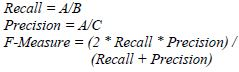 Recall = A/B
Precision = A/C
F-Measure = (2 * Recall * Precision) /
(Recall + Precision)